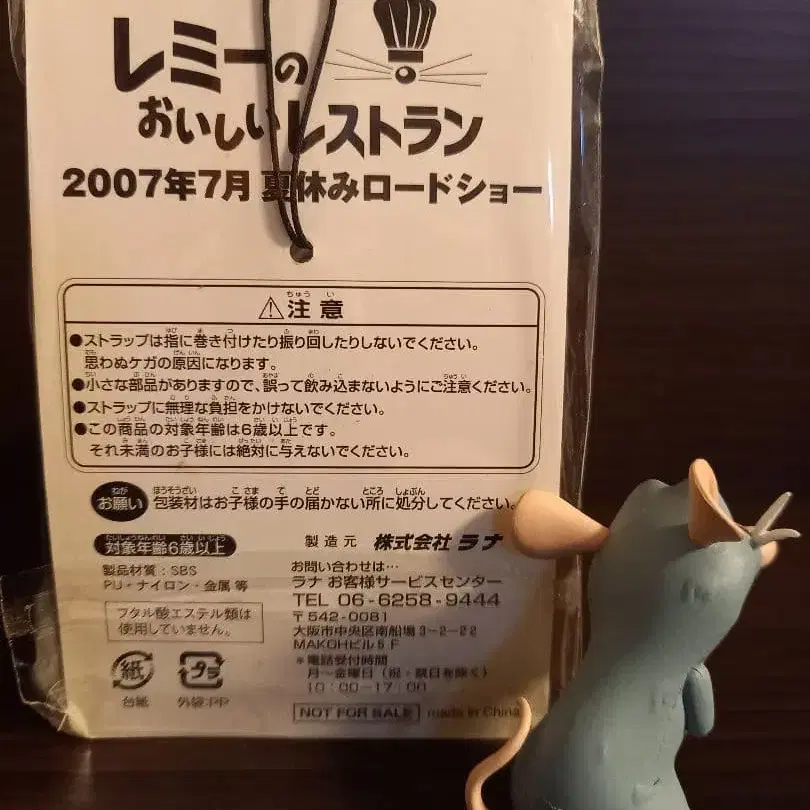 レミーの
おいしいレストラン
2007年7月 夏休みロードショー
⚠注意
●ストラップは指に巻き付けたり振り回したりしないでください。
思わぬケガの原因になります。
●小さな部品がありますので、誤って飲み込まないようにご注意ください。
●ストラップに無理な負担をかけないでください。
●この商品の対象年齢は6歳以上です。
それ未満のお子様には絶対に与えないでください。
お願い 包装材はお子様の手の届かない所に処分してください。
対象年齢6歳以上
製造元 株式会社 ラナ
製品材質：SBS
PU・ナイロン・金属 等
お問い合わせは…
ラナ お客様サービスセンター
TEL 06-6258-9444
フタル酸エステル類は
使用していません。
〒542-0081
大阪市中央区南船場3-2-22
MAKOHビル5F
＊電話受付時間
月～金曜日（祝・祭日を除く）
10:00-17:00
紙
プラ
台紙
外袋:PP
NOT FOR SALE made in China